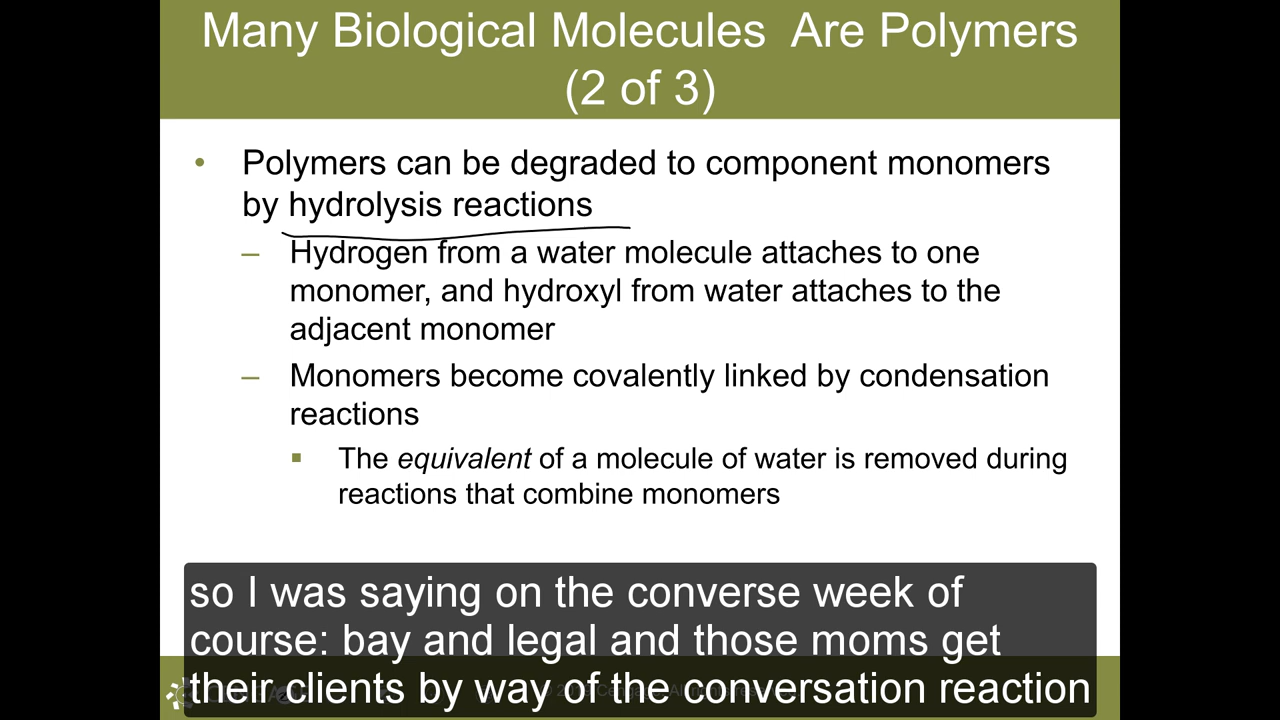 Many Biological Molecules Are Polymers
(2 of 3)
• Polymers can be degraded to component monomers
by hydrolysis reactions
– Hydrogen from a water molecule attaches to one
monomer, and hydroxyl from water attaches to the
adjacent monomer
– Monomers become covalently linked by condensation
reactions
▪ The equivalent of a molecule of water is removed during
reactions that combine monomers
so I was saying on the converse week of
course: bay and legal and those moms get
their clients by way of the conversation reaction